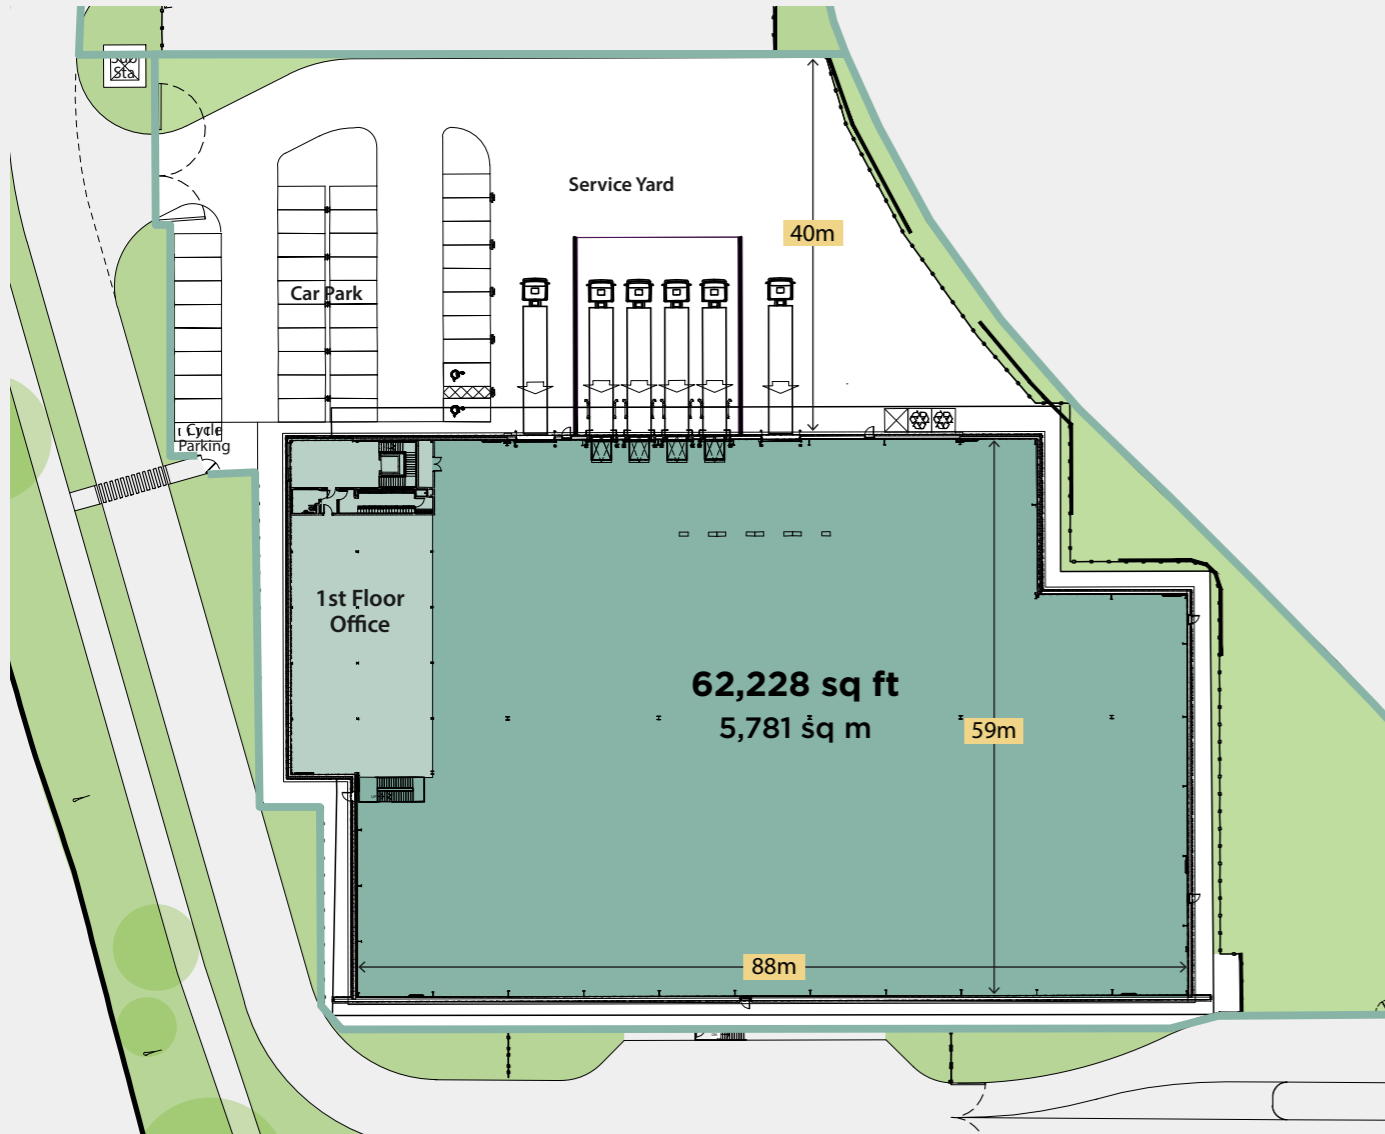 Sub
Sta
Service Yard
40m
Car Park
Cycle
Parking
1st Floor
Office
62,228 sq ft
5,781 sq m
59m
88m